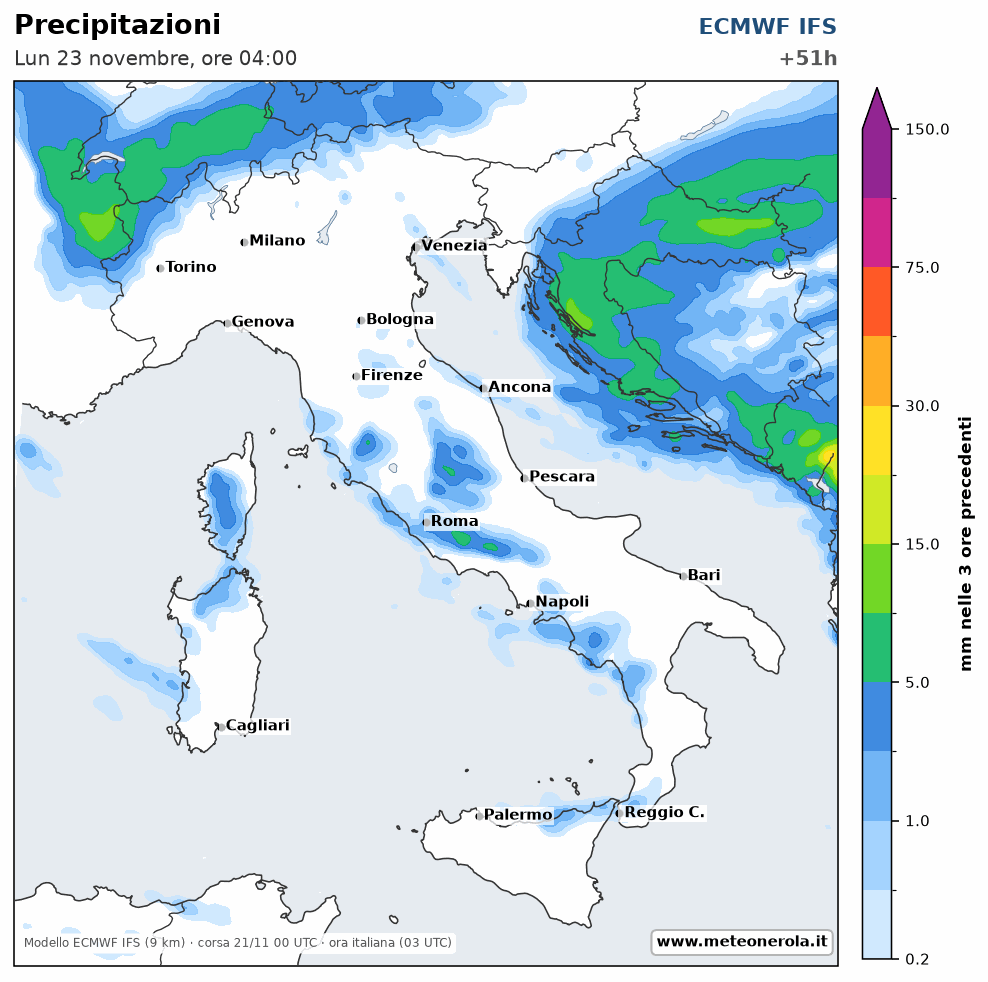 Precipitazioni
ECMWF IFS
Lun 23 novembre, ore 04:00
+51h
150.0
75.0
30.0
15.0
5.0
1.0
0.2
mm nelle 3 ore precedenti
Milano
Venezia
Torino
Genova
Bologna
Firenze
Ancona
Pescara
Roma
Bari
Napoli
Cagliari
Palermo
Reggio C.
Modello ECMWF IFS (9 km) · corsa 21/11 00 UTC · ora italiana (03 UTC)
www.meteonerola.it